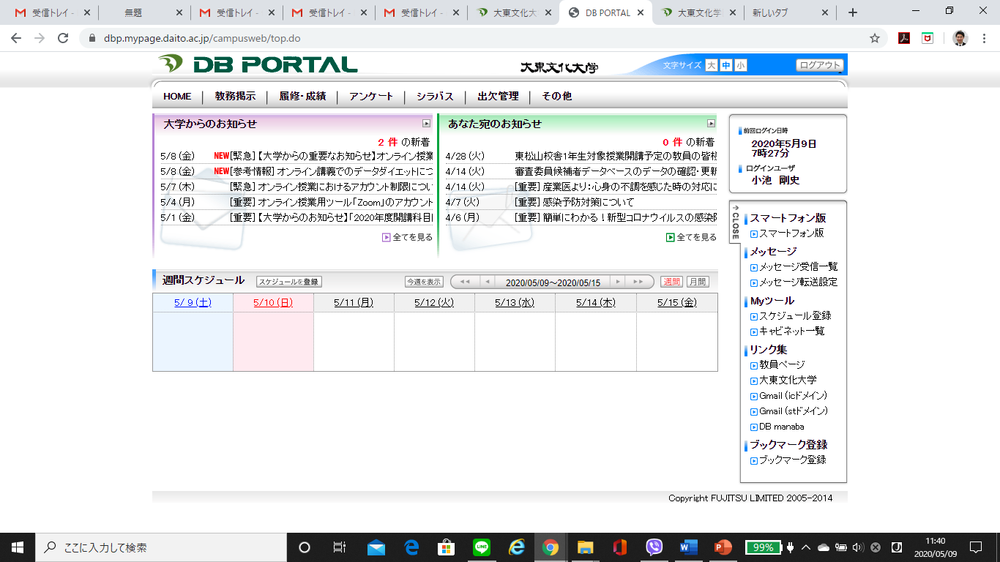 受信トレイ -
無題
受信トレイ -
受信トレイ -
受信トレイ -
大東文化大
DB PORTAL
大東文化学
新しいタブ
dbp.mypage.daito.ac.jp/campusweb/top.do
DB PORTAL
大東文化大学
文字サイズ 大 中 小
ログアウト
HOME 教務掲示 履修・成績 アンケート シラバス 出欠管理 その他
大学からのお知らせ
2 件 の新着
5/8 (金) NEW [緊急] 【大学からの重要なお知らせ】オンライン授業
5/8 (金) NEW [参考情報] オンライン講義でのデータダイエットにつ
5/7 (木) [緊急] オンライン授業におけるアカウント制限につい
5/4 (月) [重要] オンライン授業用ツール「Zoom」のアカウント
5/1 (金) [重要] 【大学からのお知らせ】「2020年度開講科目
全てを見る
あなた宛のお知らせ
0 件 の新着
4/28 (火) 東松山校舎1年生対象授業開講予定の教員の皆様
4/14 (火) 審査委員候補者データベースのデータの確認・更新
4/14 (火) [重要] 産業医より：心身の不調を感じた時の対応に
4/7 (火) [重要] 感染予防対策について
4/6 (月) [重要] 簡単にわかる！新型コロナウイルスの感染
全てを見る
前回ログイン日時
2020年5月9日
7時27分
ログインユーザ
小池 剛史
CLOSE
スマートフォン版
スマートフォン版
メッセージ
メッセージ受信一覧
メッセージ転送設定
Myツール
スケジュール登録
キャビネット一覧
リンク集
教員ページ
大東文化大学
Gmail (icドメイン)
Gmail (stドメイン)
DB manaba
ブックマーク登録
ブックマーク登録
週間スケジュール スケジュールを登録 今週を表示 2020/05/09～2020/05/15 週間 月間
5/ 9 (土) 5/10 (日) 5/11 (月) 5/12 (火) 5/13 (水) 5/14 (木) 5/15 (金)
Copyright FUJITSU LIMITED 2005-2014
ここに入力して検索
LINE
99%
11:40
2020/05/09